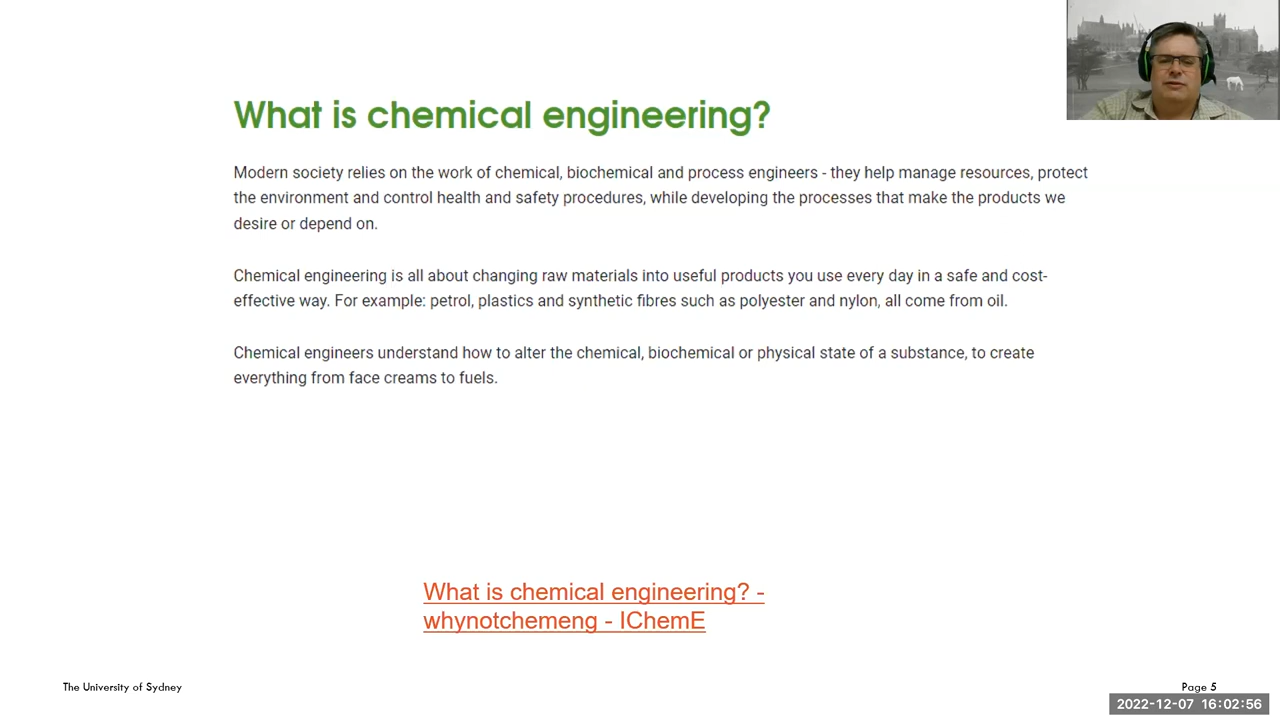 What is chemical engineering?
Modern society relies on the work of chemical, biochemical and process engineers - they help manage resources, protect
the environment and control health and safety procedures, while developing the processes that make the products we
desire or depend on.
Chemical engineering is all about changing raw materials into useful products you use every day in a safe and cost-
effective way. For example: petrol, plastics and synthetic fibres such as polyester and nylon, all come from oil.
Chemical engineers understand how to alter the chemical, biochemical or physical state of a substance, to create
everything from face creams to fuels.
What is chemical engineering? -
whynotchemeng - IChemE
The University of Sydney
Page 5
2022-12-07 16:02:56